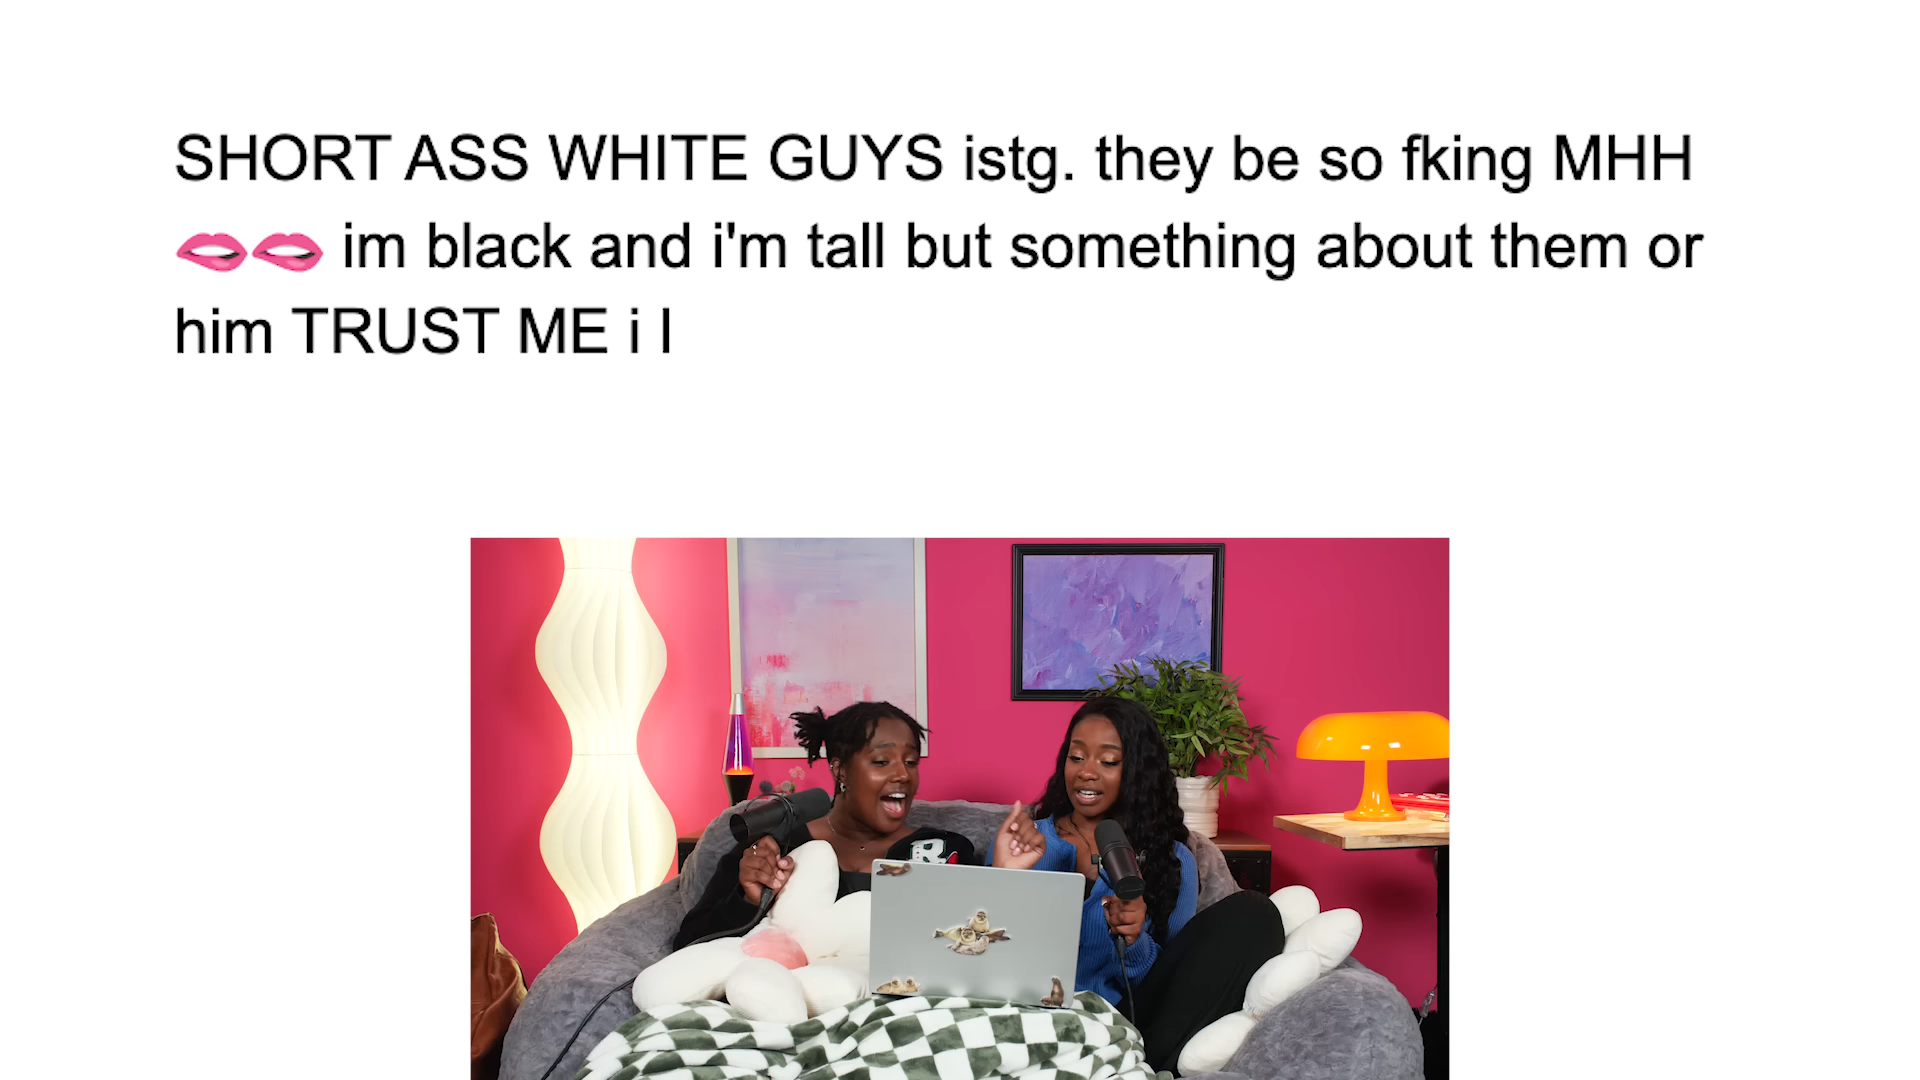 SHORT ASS WHITE GUYS istg. they be so fking MHH
🫦🫦 im black and i'm tall but something about them or
him TRUST ME i l
R